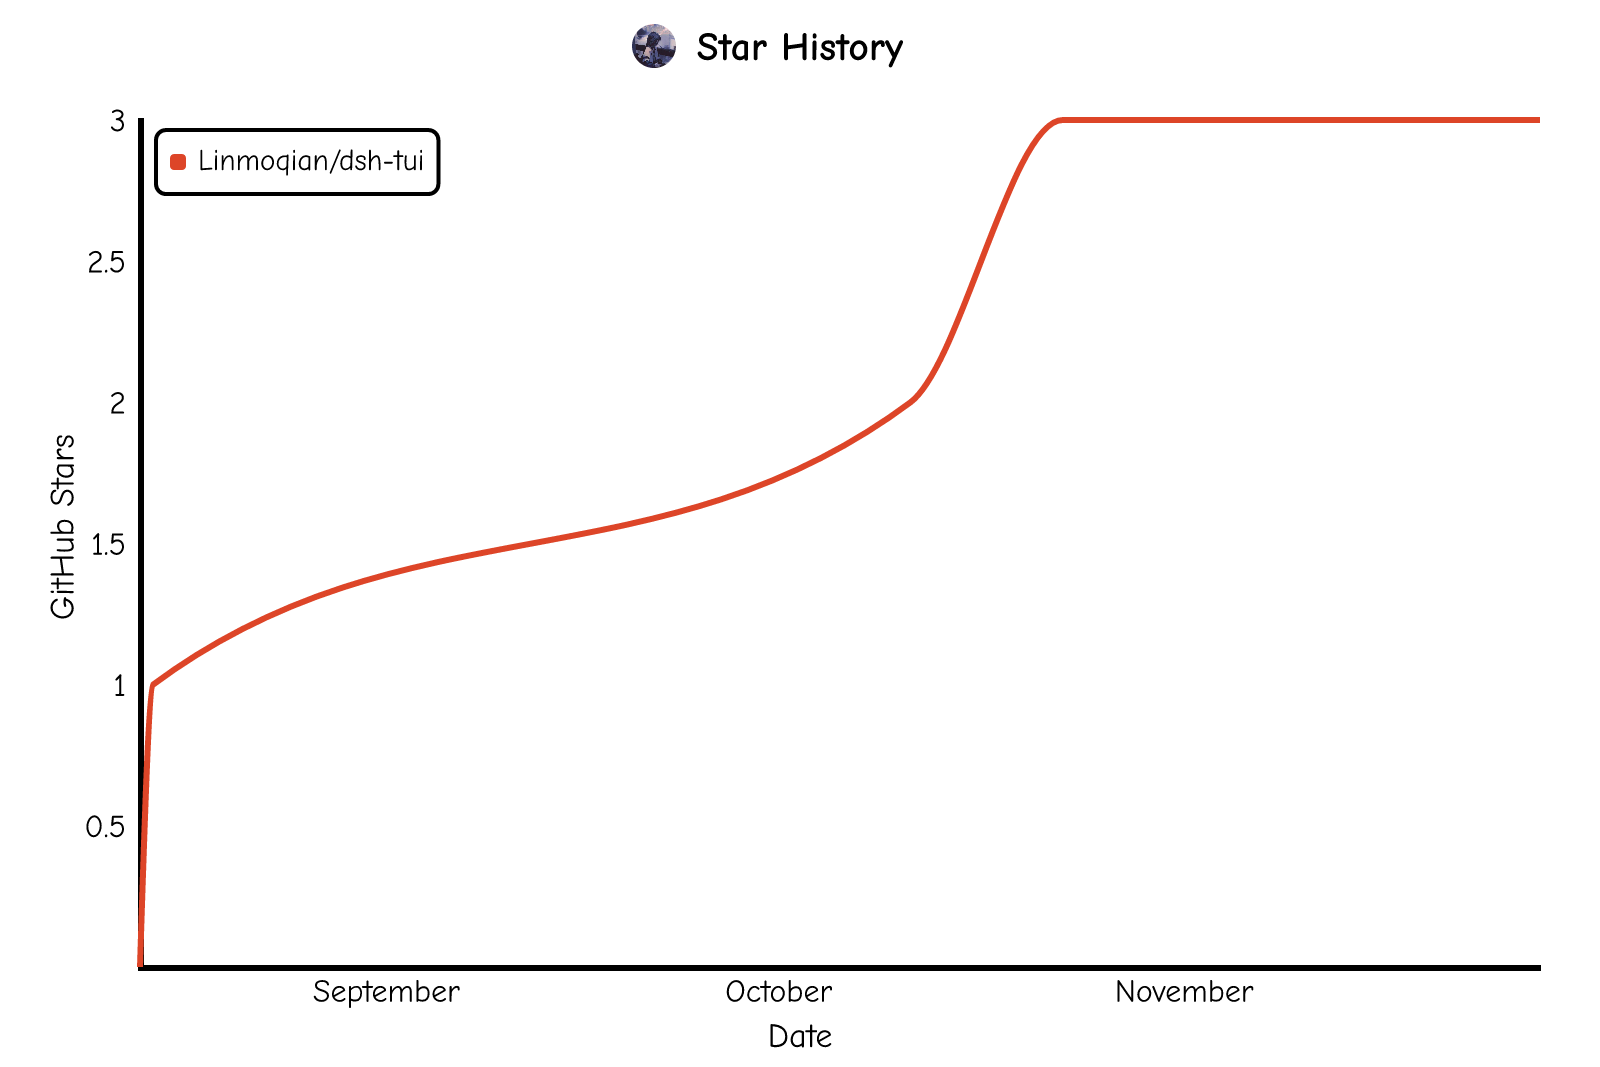 Star History
3
Linmoqian/dsh-tui
2.5
2
GitHub Stars
1.5
1
0.5
September October November
Date